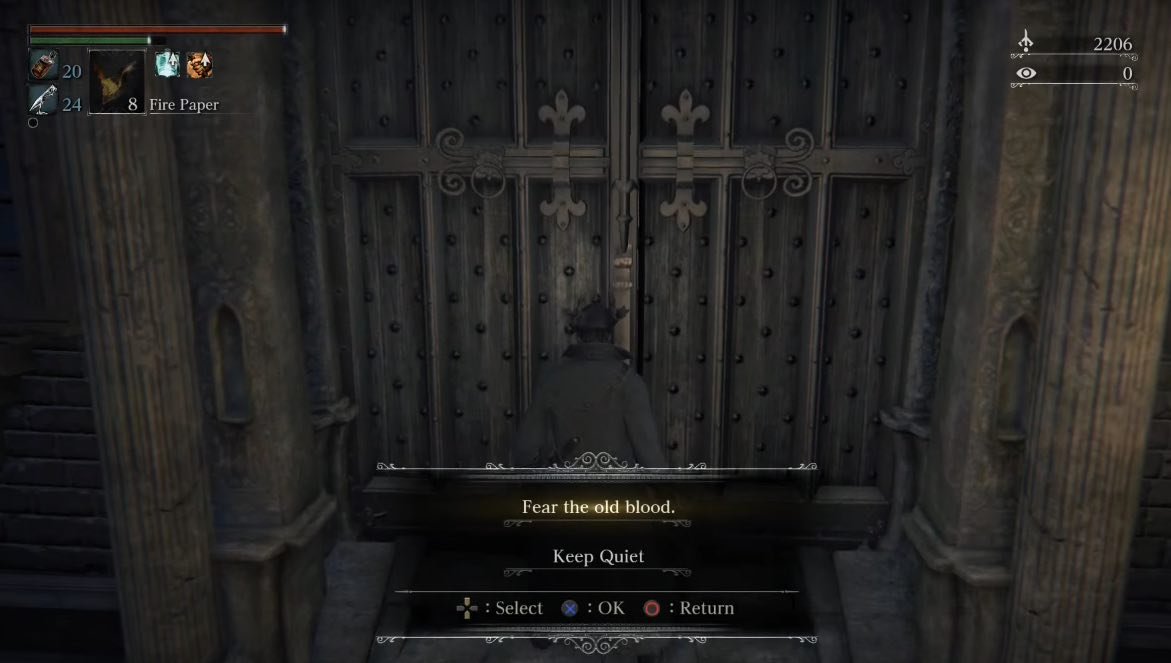 2206
20
0
24
8 Fire Paper
Fear the old blood.
Keep Quiet
: Select : OK : Return